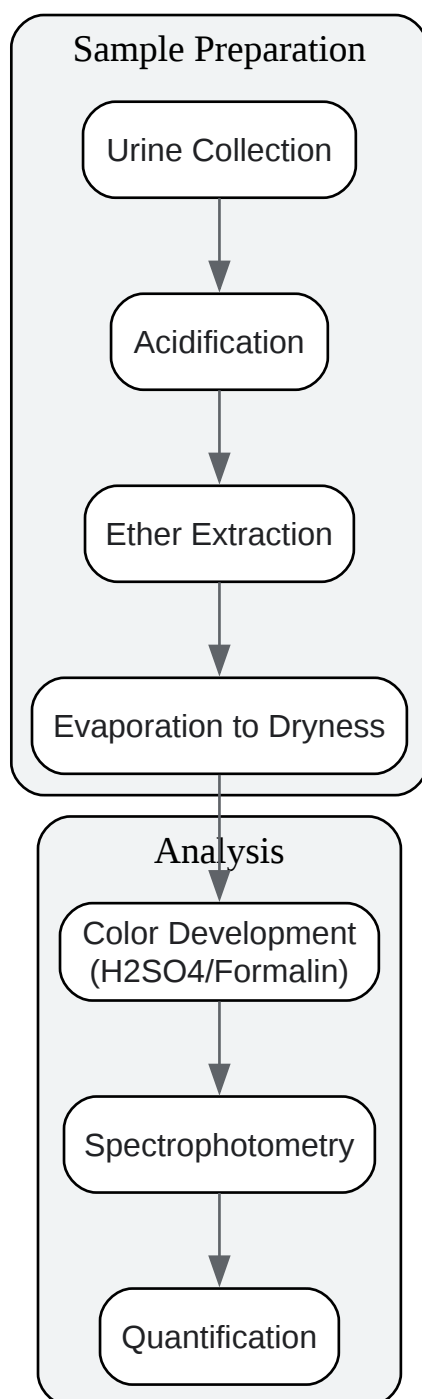 Sample Preparation
Urine Collection
Acidification
Ether Extraction
Evaporation to Dryness
Analysis
Color Development
(H2SO4/Formalin)
Spectrophotometry
Quantification